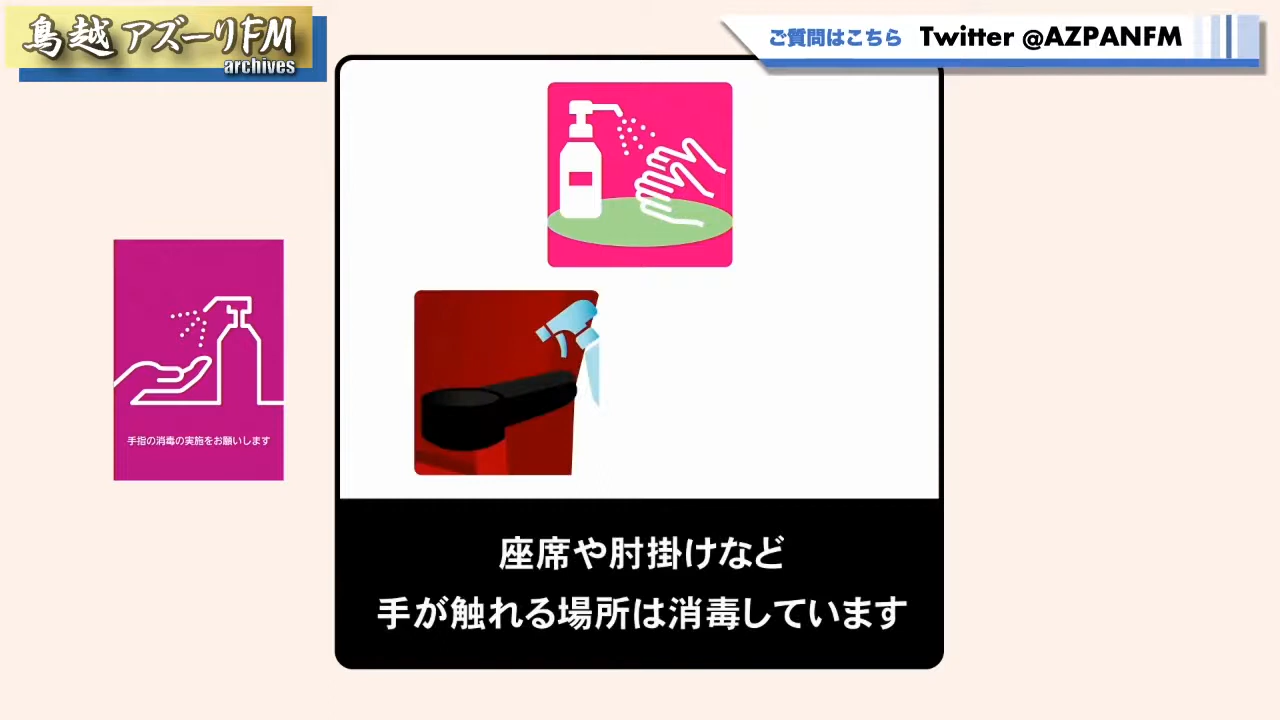 鳥越アズーリFM
archives
ご質問はこちら Twitter @AZPANFM
手指の消毒の実施をお願いします
座席や肘掛けなど
手が触れる場所は消毒しています